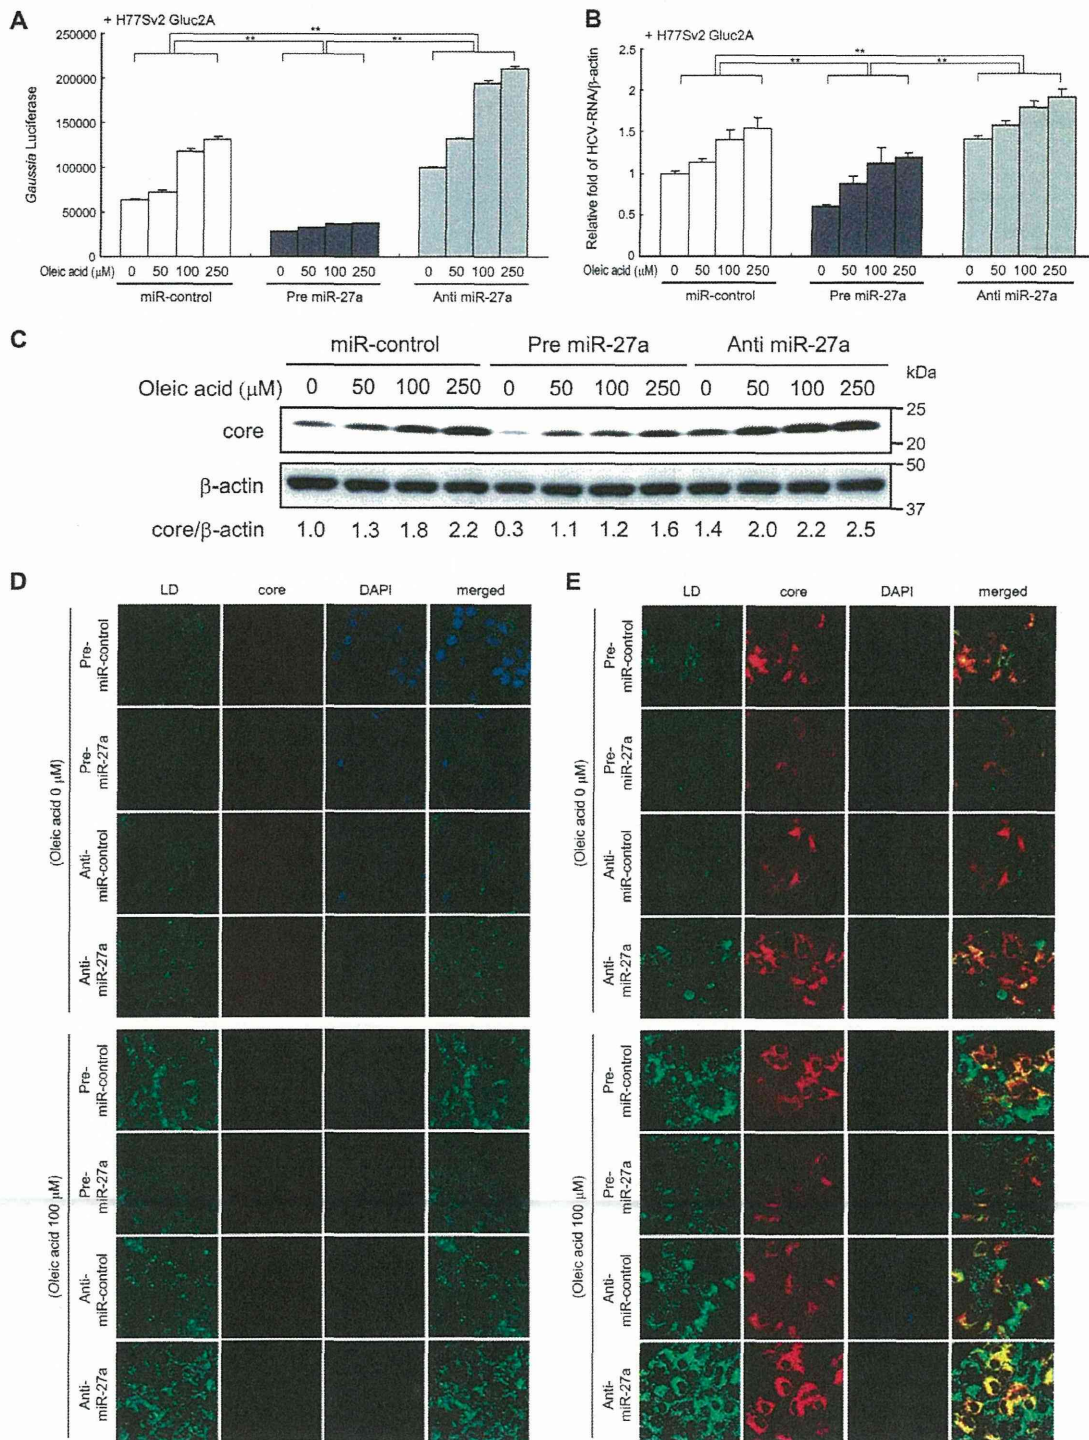 A
+ H77Sv2 Gluc2A
**
**
**
Gaussia Luciferase
250000
200000
150000
100000
50000
0
Oleic acid (μM) 0 50 100 250 0 50 100 250 0 50 100 250
miR-control Pre miR-27a Anti miR-27a
B
+ H77Sv2 Gluc2A
**
**
**
Relative fold of HCV-RNA/β-actin
2.5
2
1.5
1
0.5
0
Oleic acid (μM) 0 50 100 250 0 50 100 250 0 50 100 250
miR-control Pre miR-27a Anti miR-27a
C
miR-control Pre miR-27a Anti miR-27a
Oleic acid (μM) 0 50 100 250 0 50 100 250 0 50 100 250 kDa
core
25
20
β-actin
50
37
core/β-actin 1.0 1.3 1.8 2.2 0.3 1.1 1.2 1.6 1.4 2.0 2.2 2.5
D
LD core DAPI merged
(Oleic acid 0 μM)
Pre-
miR-control
Pre-
miR-27a
Anti-
miR-control
Anti-
miR-27a
(Oleic acid 100 μM)
Pre-
miR-control
Pre-
miR-27a
Anti-
miR-control
Anti-
miR-27a
E
LD core DAPI merged
(Oleic acid 0 μM)
Pre-
miR-control
Pre-
miR-27a
Anti-
miR-control
Anti-
miR-27a
(Oleic acid 100 μM)
Pre-
miR-control
Pre-
miR-27a
Anti-
miR-control
Anti-
miR-27a